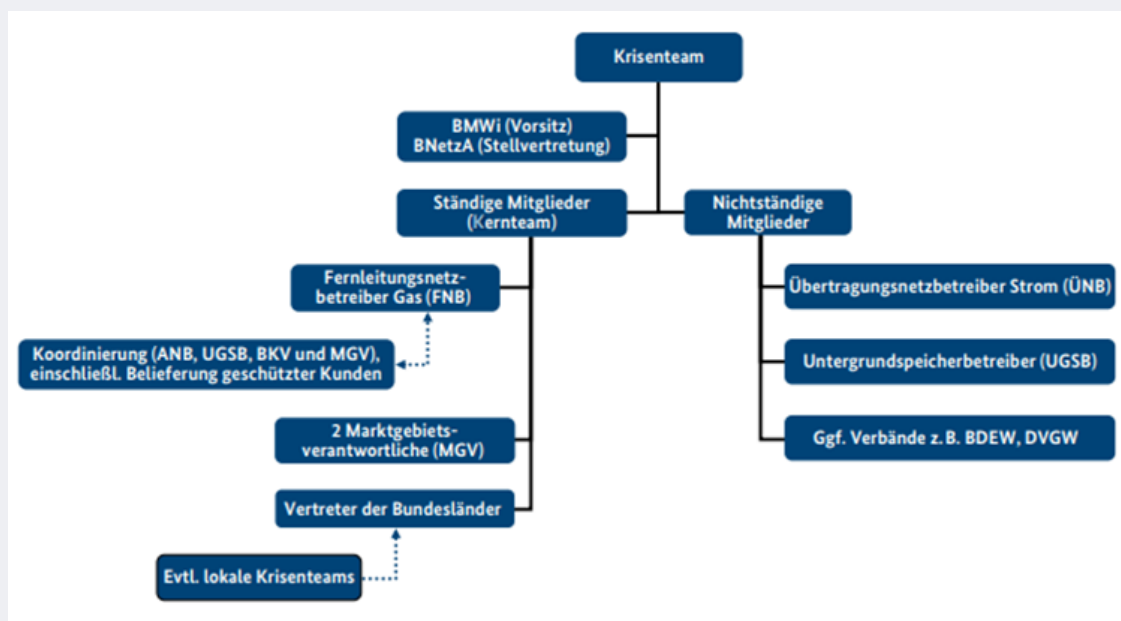 Krisenteam
BMWi (Vorsitz)
BNetzA (Stellvertretung)
Ständige Mitglieder
(Kernteam)
Nichtständige
Mitglieder
Fernleitungsnetz-
betreiber Gas (FNB)
Übertragungsnetzbetreiber Strom (ÜNB)
Koordinierung (ANB, UGSB, BKV und MGV),
einschließl. Belieferung geschützter Kunden
Untergrundspeicherbetreiber (UGSB)
2 Marktgebiets-
verantwortliche (MGV)
Ggf. Verbände z. B. BDEW, DVGW
Vertreter der Bundesländer
Evtl. lokale Krisenteams